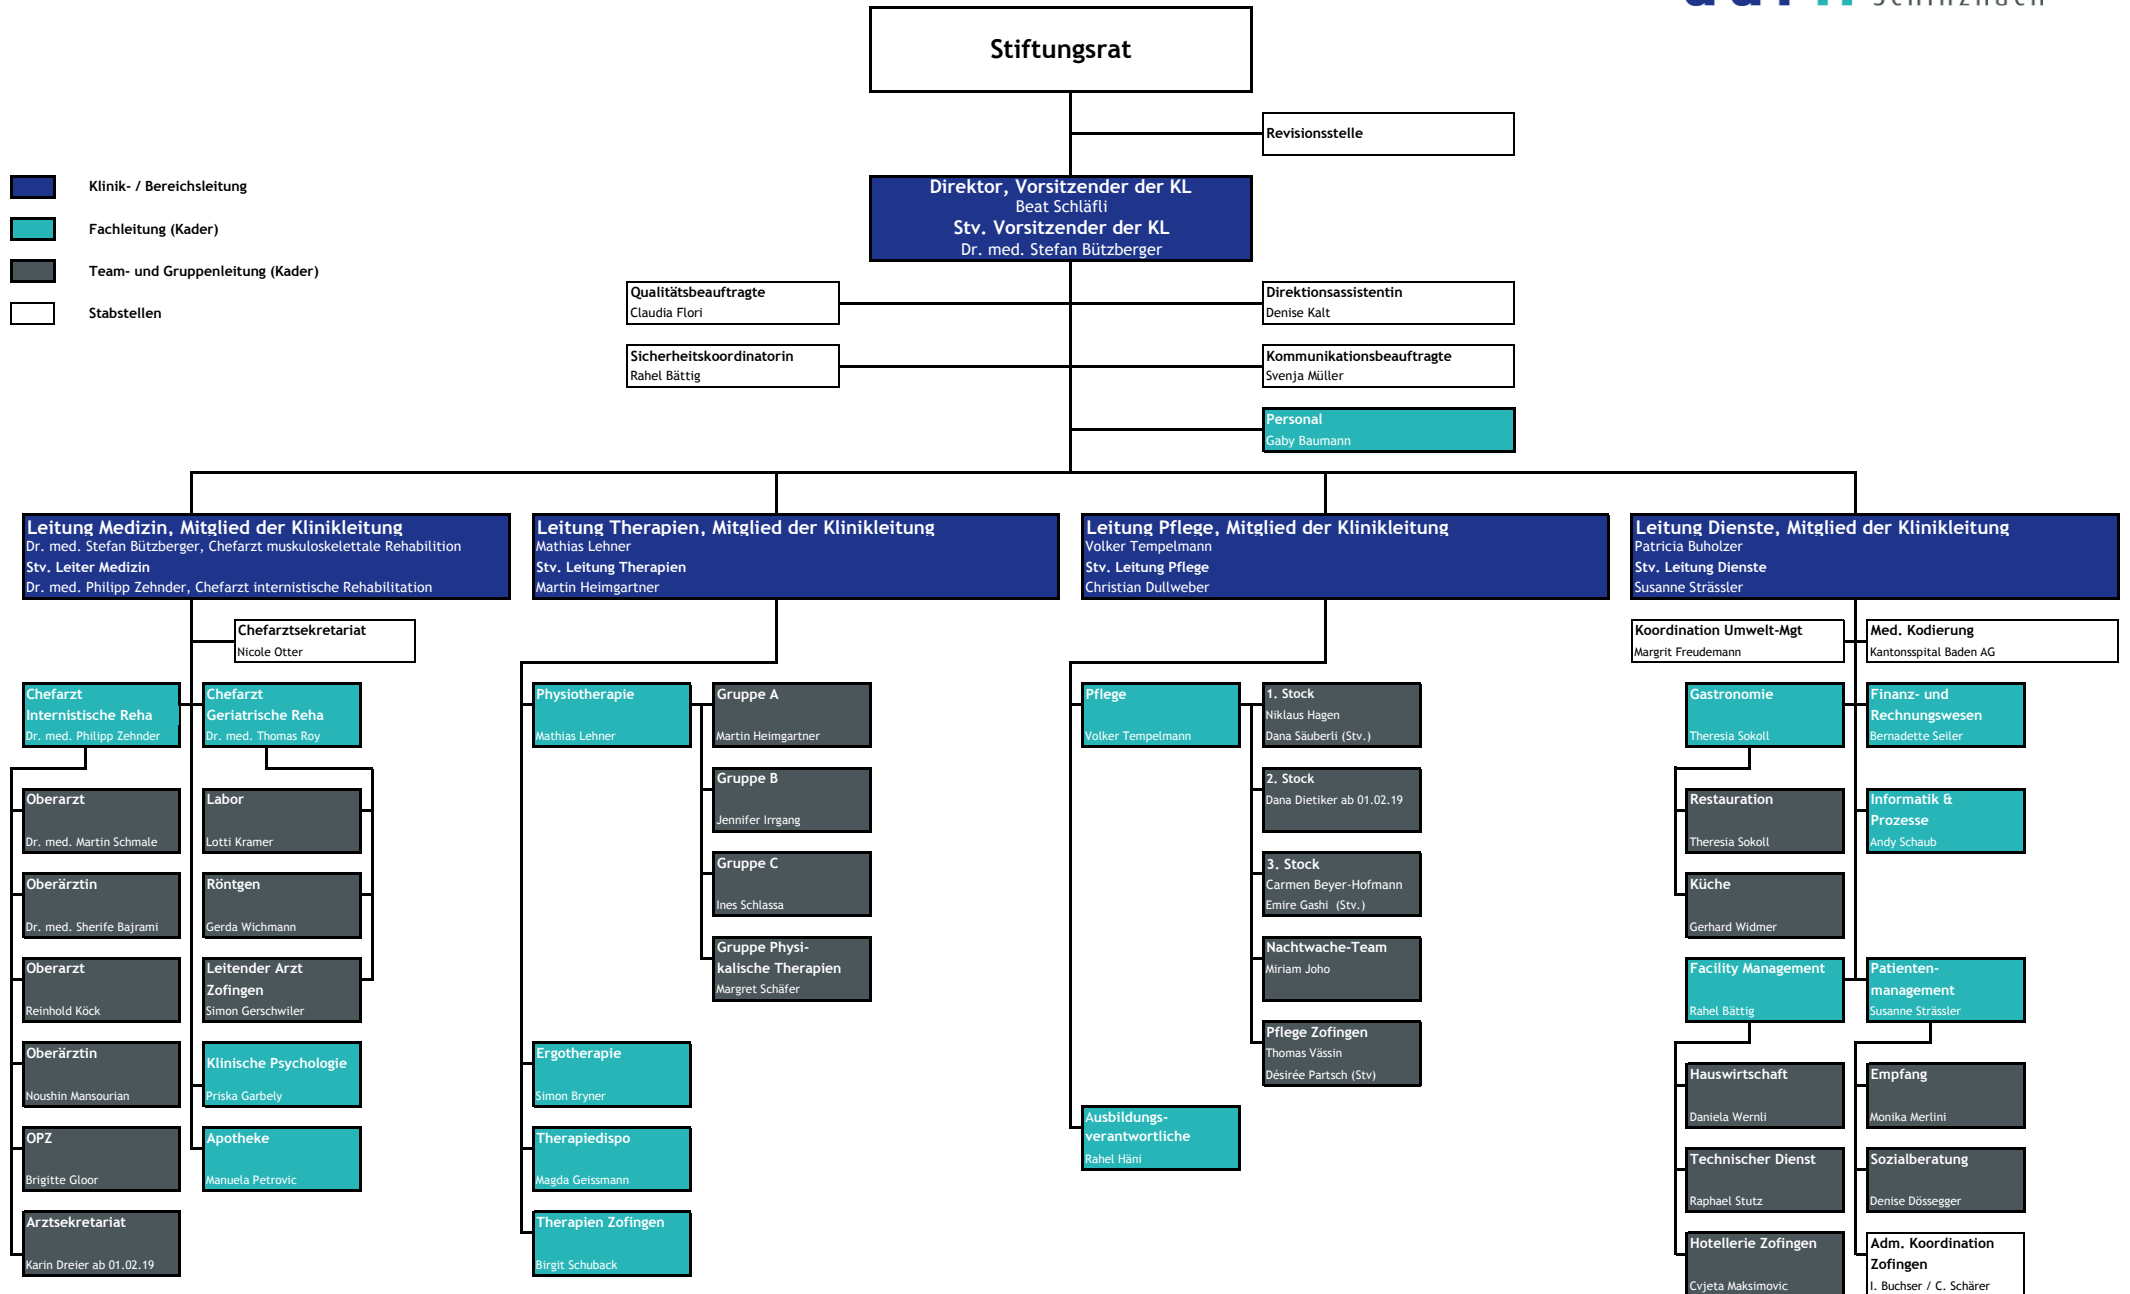 Schinznach
Stiftungsrat
Revisionsstelle
Klinik- / Bereichsleitung
Fachleitung (Kader)
Team- und Gruppenleitung (Kader)
Stabstellen
Direktor, Vorsitzender der KL
Beat Schläfli
Stv. Vorsitzender der KL
Dr. med. Stefan Bützberger
Qualitätsbeauftragte
Claudia Flori
Direktionsassistentin
Denise Kalt
Sicherheitskoordinatorin
Rahel Bättig
Kommunikationsbeauftragte
Svenja Müller
Personal
Gaby Baumann
Leitung Medizin, Mitglied der Klinikleitung
Dr. med. Stefan Bützberger, Chefarzt muskuloskelettale Rehabilition
Stv. Leiter Medizin
Dr. med. Philipp Zehnder, Chefarzt internistische Rehabilitation
Leitung Therapien, Mitglied der Klinikleitung
Mathias Lehner
Stv. Leitung Therapien
Martin Heimgartner
Leitung Pflege, Mitglied der Klinikleitung
Volker Tempelmann
Stv. Leitung Pflege
Christian Dullweber
Leitung Dienste, Mitglied der Klinikleitung
Patricia Buholzer
Stv. Leitung Dienste
Susanne Strässler
Chefarztsekretariat
Nicole Otter
Chefarzt
Internistische Reha
Dr. med. Philipp Zehnder
Chefarzt
Geriatrische Reha
Dr. med. Thomas Roy
Oberarzt
Dr. med. Martin Schmale
Labor
Lotti Kramer
Oberärztin
Dr. med. Sherife Bajrami
Röntgen
Gerda Wichmann
Oberarzt
Reinhold Köck
Leitender Arzt
Zofingen
Simon Gerschwiler
Oberärztin
Noushin Mansourian
Klinische Psychologie
Priska Garbely
OPZ
Brigitte Gloor
Apotheke
Manuela Petrovic
Arztsekretariat
Karin Dreier ab 01.02.19
Physiotherapie
Mathias Lehner
Gruppe A
Martin Heimgartner
Gruppe B
Jennifer Irrgang
Gruppe C
Ines Schlassa
Gruppe Physi-
kalische Therapien
Margret Schäfer
Ergotherapie
Simon Bryner
Therapiedispo
Magda Geissmann
Therapien Zofingen
Birgit Schuback
Pflege
Volker Tempelmann
1. Stock
Niklaus Hagen
Dana Säuberli (Stv.)
2. Stock
Dana Dietiker ab 01.02.19
3. Stock
Carmen Beyer-Hofmann
Emire Gashi (Stv.)
Nachtwache-Team
Miriam Joho
Pflege Zofingen
Thomas Vässin
Désirée Partsch (Stv)
Ausbildungs-
verantwortliche
Rahel Häni
Koordination Umwelt-Mgt
Margrit Freudemann
Med. Kodierung
Kantonsspital Baden AG
Gastronomie
Theresia Sokoll
Finanz- und
Rechnungswesen
Bernadette Seiler
Restauration
Theresia Sokoll
Informatik &
Prozesse
Andy Schaub
Küche
Gerhard Widmer
Facility Management
Rahel Bättig
Patienten-
management
Susanne Strässler
Hauswirtschaft
Daniela Wernli
Empfang
Monika Merlini
Technischer Dienst
Raphael Stutz
Sozialberatung
Denise Dössegger
Hotellerie Zofingen
Cvjeta Maksimovic
Adm. Koordination
Zofingen
I. Buchser / C. Schärer